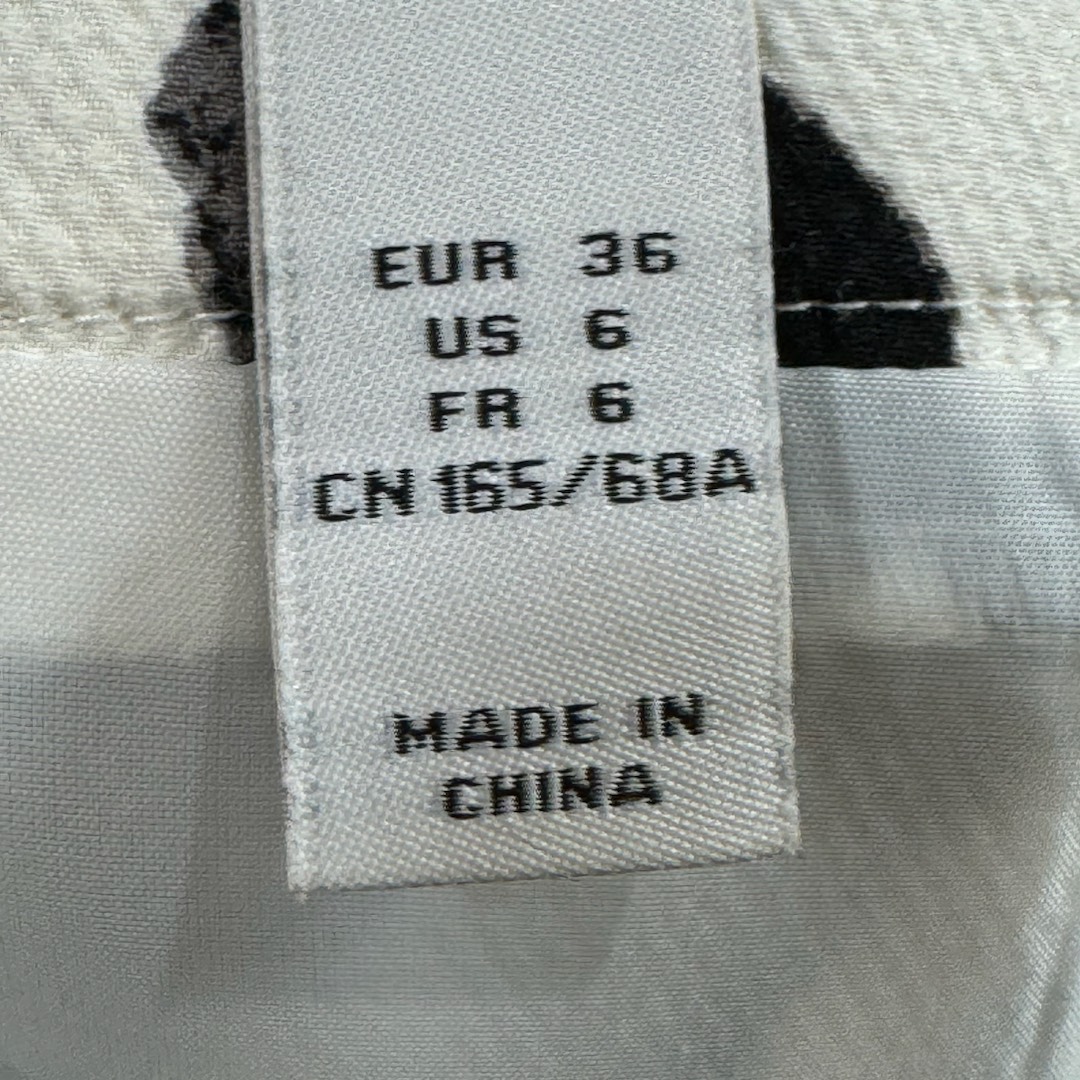 EUR 36
US 6
FR 6
CN 165/68A
MADE IN
CHINA